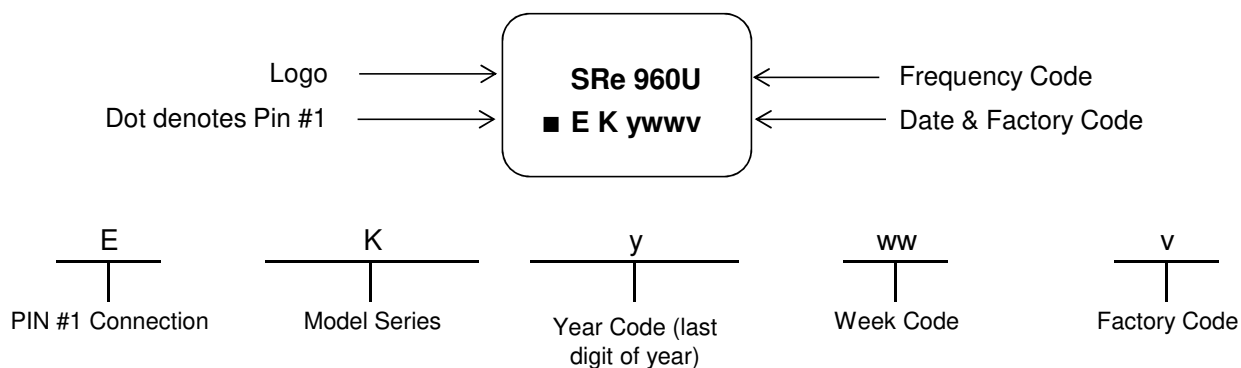 Logo
SRe 960U
Frequency Code
Dot denotes Pin #1
■ E K ywwv
Date & Factory Code
E
K
y
ww
v
PIN #1 Connection
Model Series
Year Code (last
digit of year)
Week Code
Factory Code